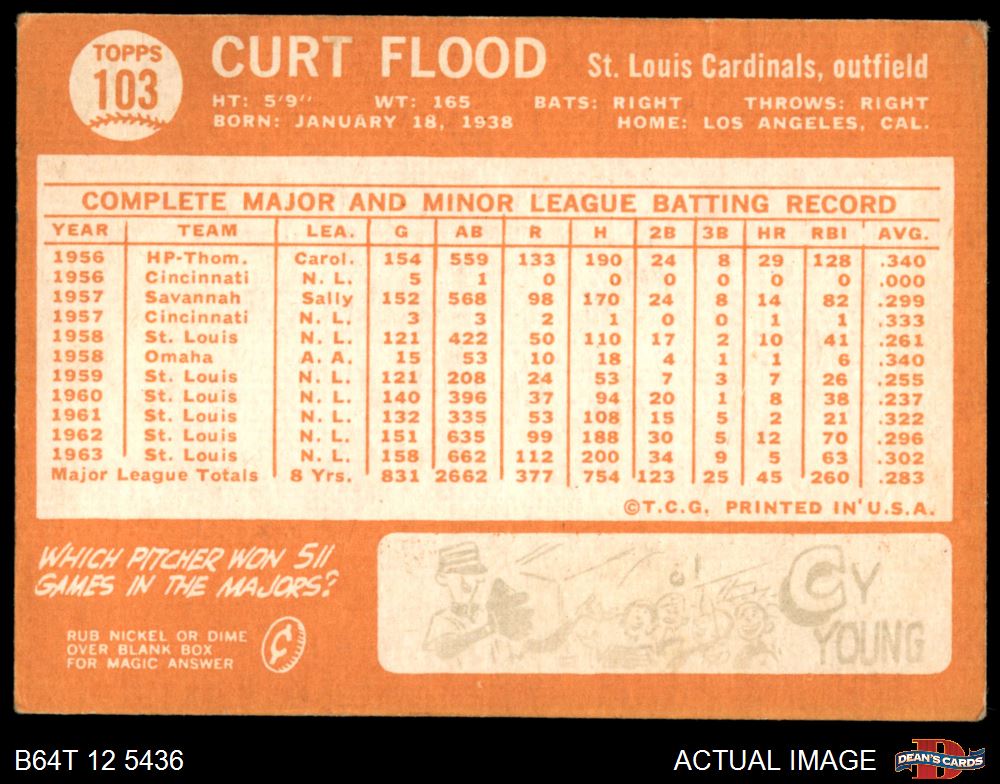 TOPPS
103
CURT FLOOD St. Louis Cardinals, outfield
HT: 5'9" WT: 165 BATS: RIGHT THROWS: RIGHT
BORN: JANUARY 18, 1938 HOME: LOS ANGELES, CAL.
COMPLETE MAJOR AND MINOR LEAGUE BATTING RECORD
YEAR TEAM LEA. G AB R H 2B 3B HR RBI AVG.
1956 HP-Thom. Carol. 154 559 133 190 24 8 29 128 .340
1956 Cincinnati N. L. 5 1 0 0 0 0 0 0 .000
1957 Savannah Sally 152 568 98 170 24 8 14 82 .299
1957 Cincinnati N. L. 3 3 2 1 0 0 1 1 .333
1958 St. Louis N. L. 121 422 50 110 17 2 10 41 .261
1958 Omaha A. A. 15 53 10 18 4 1 1 6 .340
1959 St. Louis N. L. 121 208 24 53 7 3 7 26 .255
1960 St. Louis N. L. 140 396 37 94 20 1 8 38 .237
1961 St. Louis N. L. 132 335 53 108 15 5 2 21 .322
1962 St. Louis N. L. 151 635 99 188 30 5 12 70 .296
1963 St. Louis N. L. 158 662 112 200 34 9 5 63 .302
Major League Totals 8 Yrs. 831 2662 377 754 123 25 45 260 .283
©T.C.G. PRINTED IN U.S.A.
WHICH PITCHER WON 511
GAMES IN THE MAJORS?
RUB NICKEL OR DIME
OVER BLANK BOX
FOR MAGIC ANSWER
CY
YOUNG
B64T 12 5436 ACTUAL IMAGE
DEAN'S CARDS